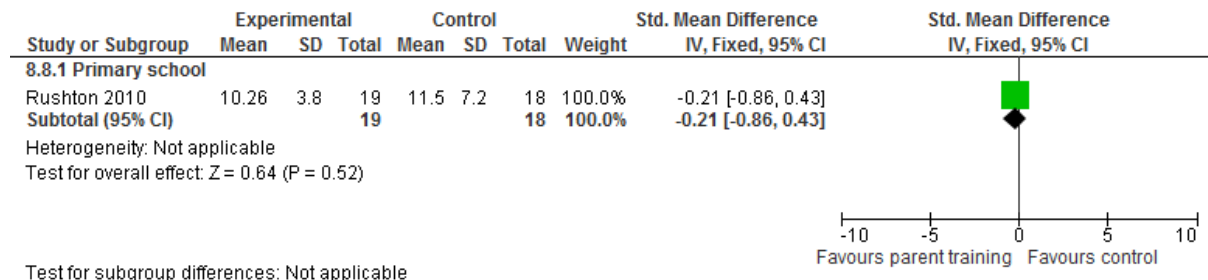 Experimental Control Std. Mean Difference Std. Mean Difference
Study or Subgroup Mean SD Total Mean SD Total Weight IV, Fixed, 95% CI IV, Fixed, 95% CI
8.8.1 Primary school
Rushton 2010 10.26 3.8 19 11.5 7.2 18 100.0% -0.21 [-0.86, 0.43]
Subtotal (95% CI) 19 18 100.0% -0.21 [-0.86, 0.43]
Heterogeneity: Not applicable
Test for overall effect: Z = 0.64 (P = 0.52)
-10 -5 0 5 10
Favours parent training Favours control
Test for subgroup differences: Not applicable